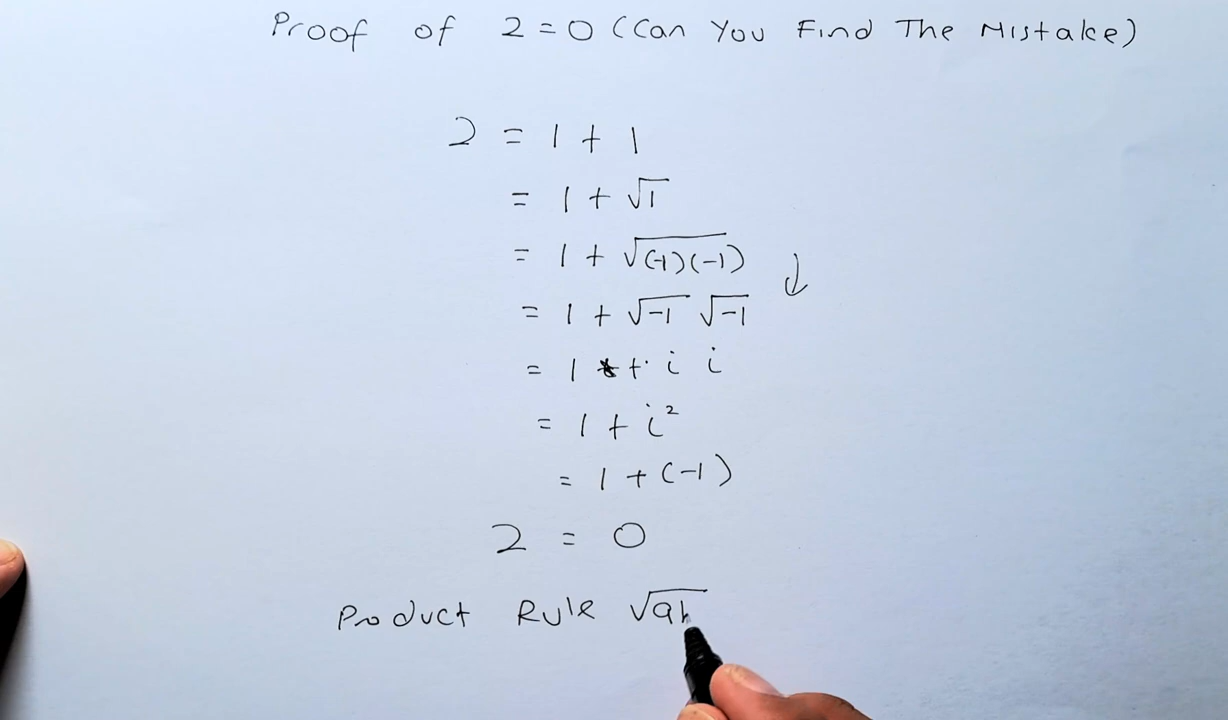 Proof of 2 = 0 (Can You Find The Mistake)
2 = 1 + 1
= 1 + √1
= 1 + √(-1)(-1)
= 1 + √-1 √-1
= 1 + i i
= 1 + i²
= 1 + (-1)
2 = 0
Product Rule √a